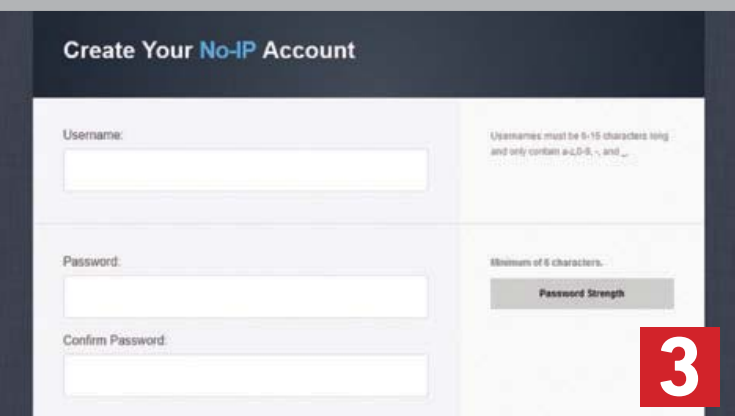 Create Your No-IP Account
Username:
Usernames must be 6-15 characters long
and only contain a-z,0-9, -, and _.
Password:
Minimum of 6 characters.
Password Strength
Confirm Password:
3